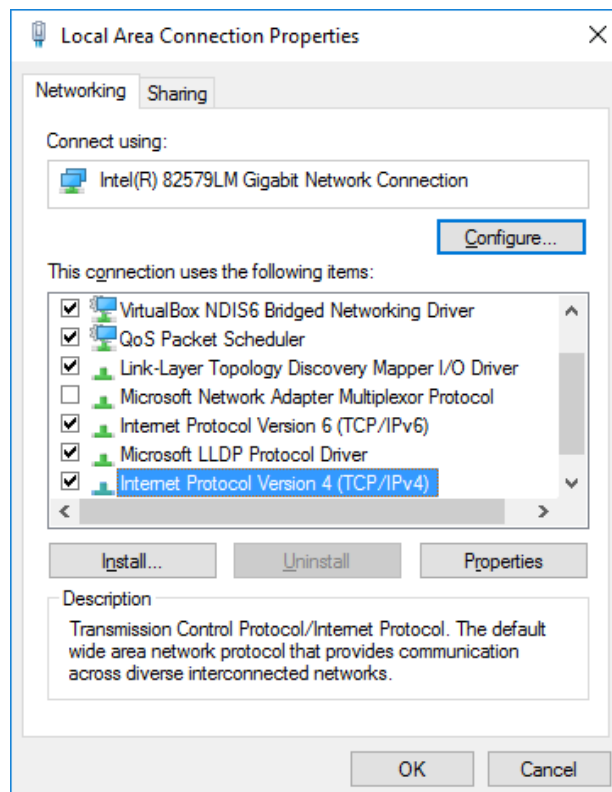 Local Area Connection Properties
Networking
Sharing
Connect using:
Intel(R) 82579LM Gigabit Network Connection
Configure...
This connection uses the following items:
VirtualBox NDIS6 Bridged Networking Driver
QoS Packet Scheduler
Link-Layer Topology Discovery Mapper I/O Driver
Microsoft Network Adapter Multiplexor Protocol
Internet Protocol Version 6 (TCP/IPv6)
Microsoft LLDP Protocol Driver
Internet Protocol Version 4 (TCP/IPv4)
Install...
Uninstall
Properties
Description
Transmission Control Protocol/Internet Protocol. The default
wide area network protocol that provides communication
across diverse interconnected networks.
OK
Cancel